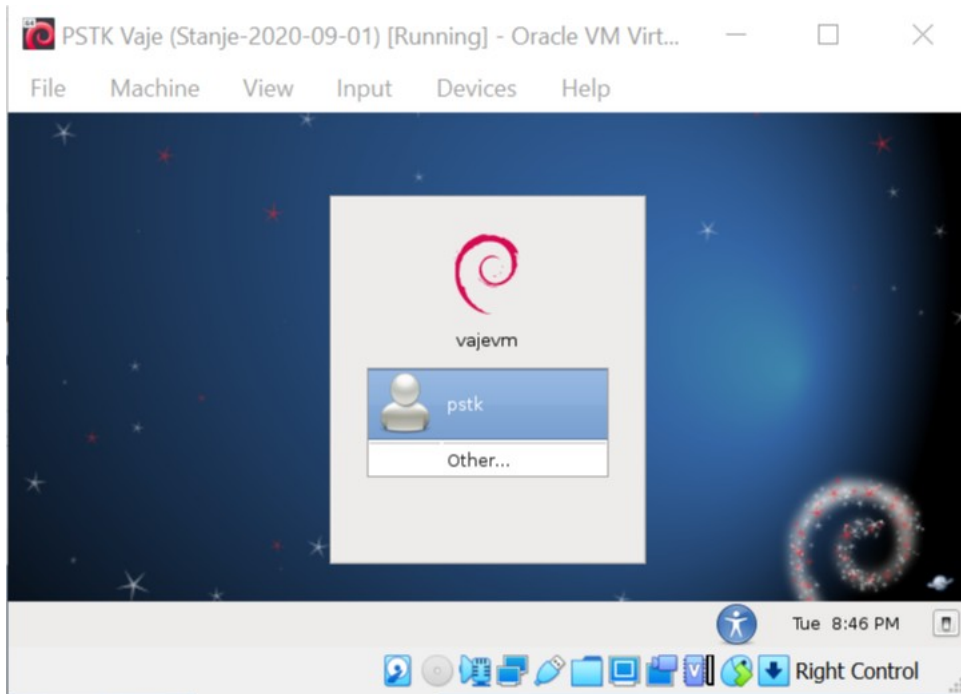 PSTK Vaje (Stanje-2020-09-01) [Running] - Oracle VM Virt...
File Machine View Input Devices Help
vajevm
pstk
Other...
Tue 8:46 PM
Right Control